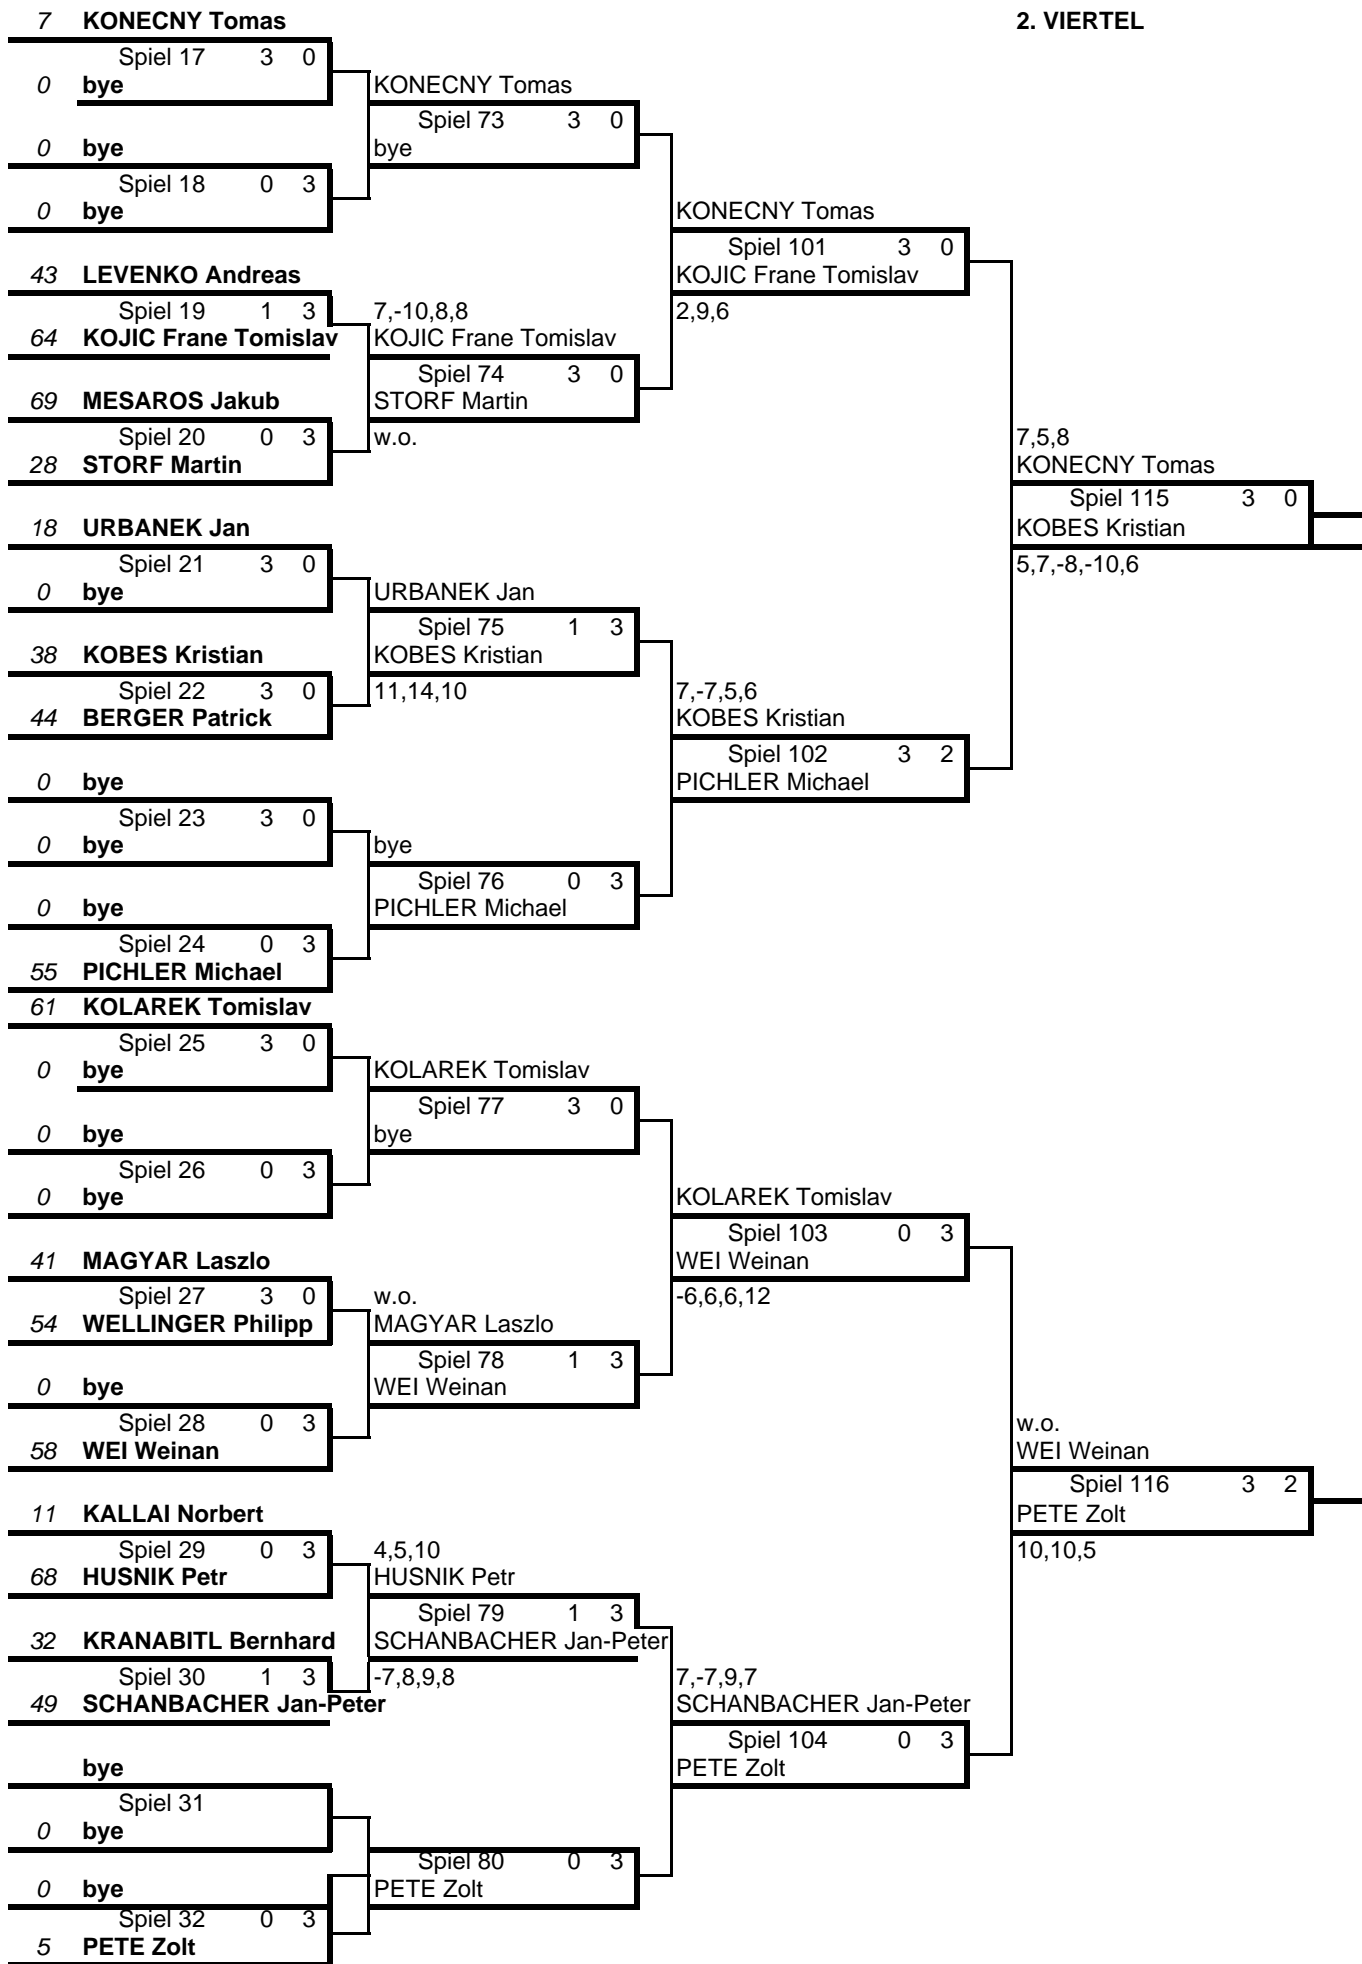 7 KONECNY Tomas
2. VIERTEL
Spiel 17 3 0
0 bye
KONECNY Tomas
Spiel 73 3 0
0 bye
bye
Spiel 18 0 3
0 bye
KONECNY Tomas
Spiel 101 3 0
43 LEVENKO Andreas
KOJIC Frane Tomislav
Spiel 19 1 3
7,-10,8,8
2,9,6
64 KOJIC Frane Tomislav
KOJIC Frane Tomislav
Spiel 74 3 0
69 MESAROS Jakub
STORF Martin
Spiel 20 0 3
w.o.
7,5,8
28 STORF Martin
KONECNY Tomas
Spiel 115 3 0
18 URBANEK Jan
KOBES Kristian
Spiel 21 3 0
5,7,-8,-10,6
0 bye
URBANEK Jan
Spiel 75 1 3
38 KOBES Kristian
KOBES Kristian
Spiel 22 3 0
11,14,10
7,-7,5,6
44 BERGER Patrick
KOBES Kristian
Spiel 102 3 2
0 bye
PICHLER Michael
Spiel 23 3 0
0 bye
bye
Spiel 76 0 3
0 bye
PICHLER Michael
Spiel 24 0 3
55 PICHLER Michael
61 KOLAREK Tomislav
Spiel 25 3 0
0 bye
KOLAREK Tomislav
Spiel 77 3 0
0 bye
bye
Spiel 26 0 3
0 bye
KOLAREK Tomislav
Spiel 103 0 3
41 MAGYAR Laszlo
WEI Weinan
Spiel 27 3 0
w.o.
-6,6,6,12
54 WELLINGER Philipp
MAGYAR Laszlo
Spiel 78 1 3
0 bye
WEI Weinan
Spiel 28 0 3
w.o.
58 WEI Weinan
WEI Weinan
Spiel 116 3 2
11 KALLAI Norbert
PETE Zolt
Spiel 29 0 3
4,5,10
10,10,5
68 HUSNIK Petr
HUSNIK Petr
Spiel 79 1 3
32 KRANABITL Bernhard
SCHANBACHER Jan-Peter
Spiel 30 1 3
-7,8,9,8
7,-7,9,7
49 SCHANBACHER Jan-Peter
SCHANBACHER Jan-Peter
Spiel 104 0 3
bye
PETE Zolt
Spiel 31
0 bye
Spiel 80 0 3
0 bye
PETE Zolt
Spiel 32 0 3
5 PETE Zolt